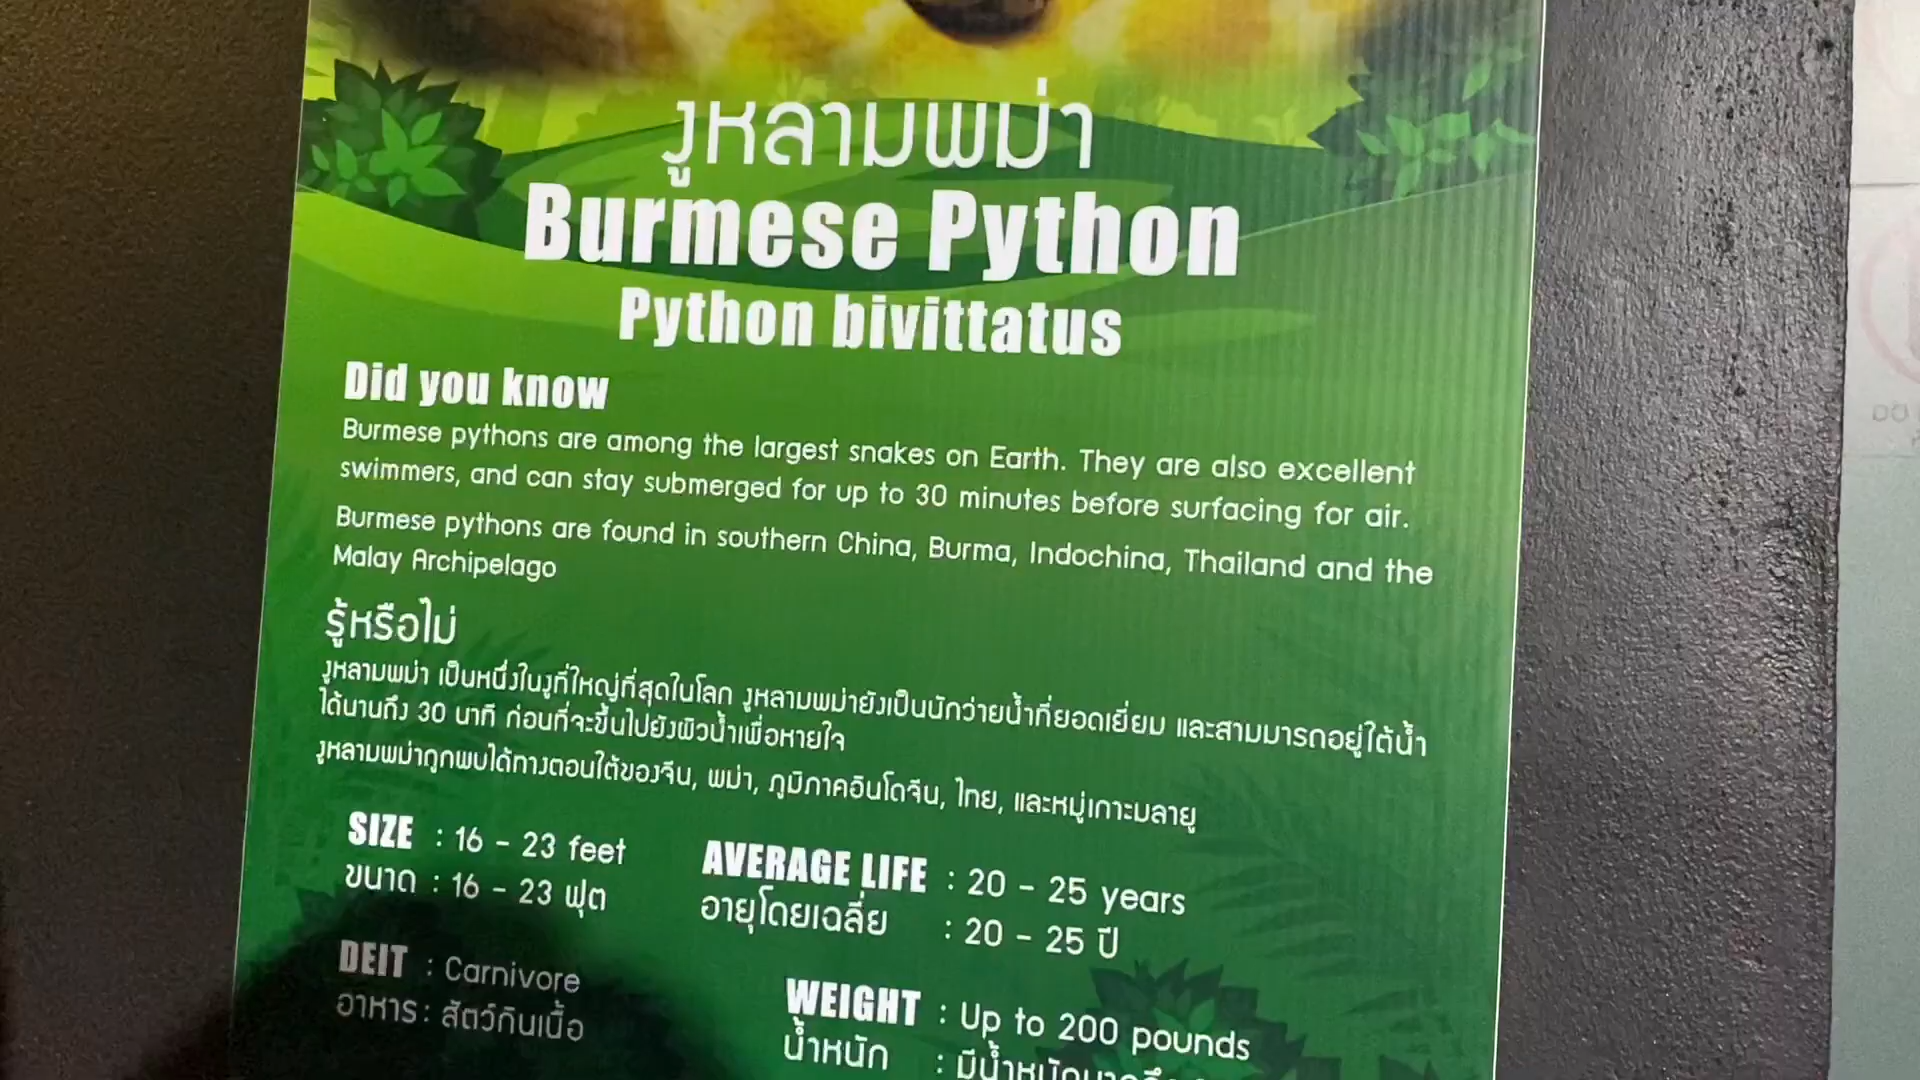 งูหลามพม่า
Burmese Python
Python bivittatus
Did you know
Burmese pythons are among the largest snakes on Earth. They are also excellent
swimmers, and can stay submerged for up to 30 minutes before surfacing for air.
Burmese pythons are found in southern China, Burma, Indochina, Thailand and the
Malay Archipelago
รู้หรือไม่
งูหลามพม่า เป็นหนึ่งในงูที่ใหญ่ที่สุดในโลก งูหลามพม่ายังเป็นนักว่ายน้ำที่ยอดเยี่ยม และสามมารถอยู่ใต้น้ำ
ได้นานถึง 30 นาที ก่อนที่จะขึ้นไปยังผิวน้ำเพื่อหายใจ
งูหลามพม่าถูกพบได้ทางตอนใต้ของจีน, พม่า, ภูมิภาคอินโดจีน, ไทย, และหมู่เกาะมลายู
SIZE : 16 - 23 feet
ขนาด : 16 - 23 ฟุต
AVERAGE LIFE : 20 - 25 years
อายุโดยเฉลี่ย : 20 - 25 ปี
DEIT : Carnivore
อาหาร : สัตว์กินเนื้อ
WEIGHT : Up to 200 pounds
น้ำหนัก :